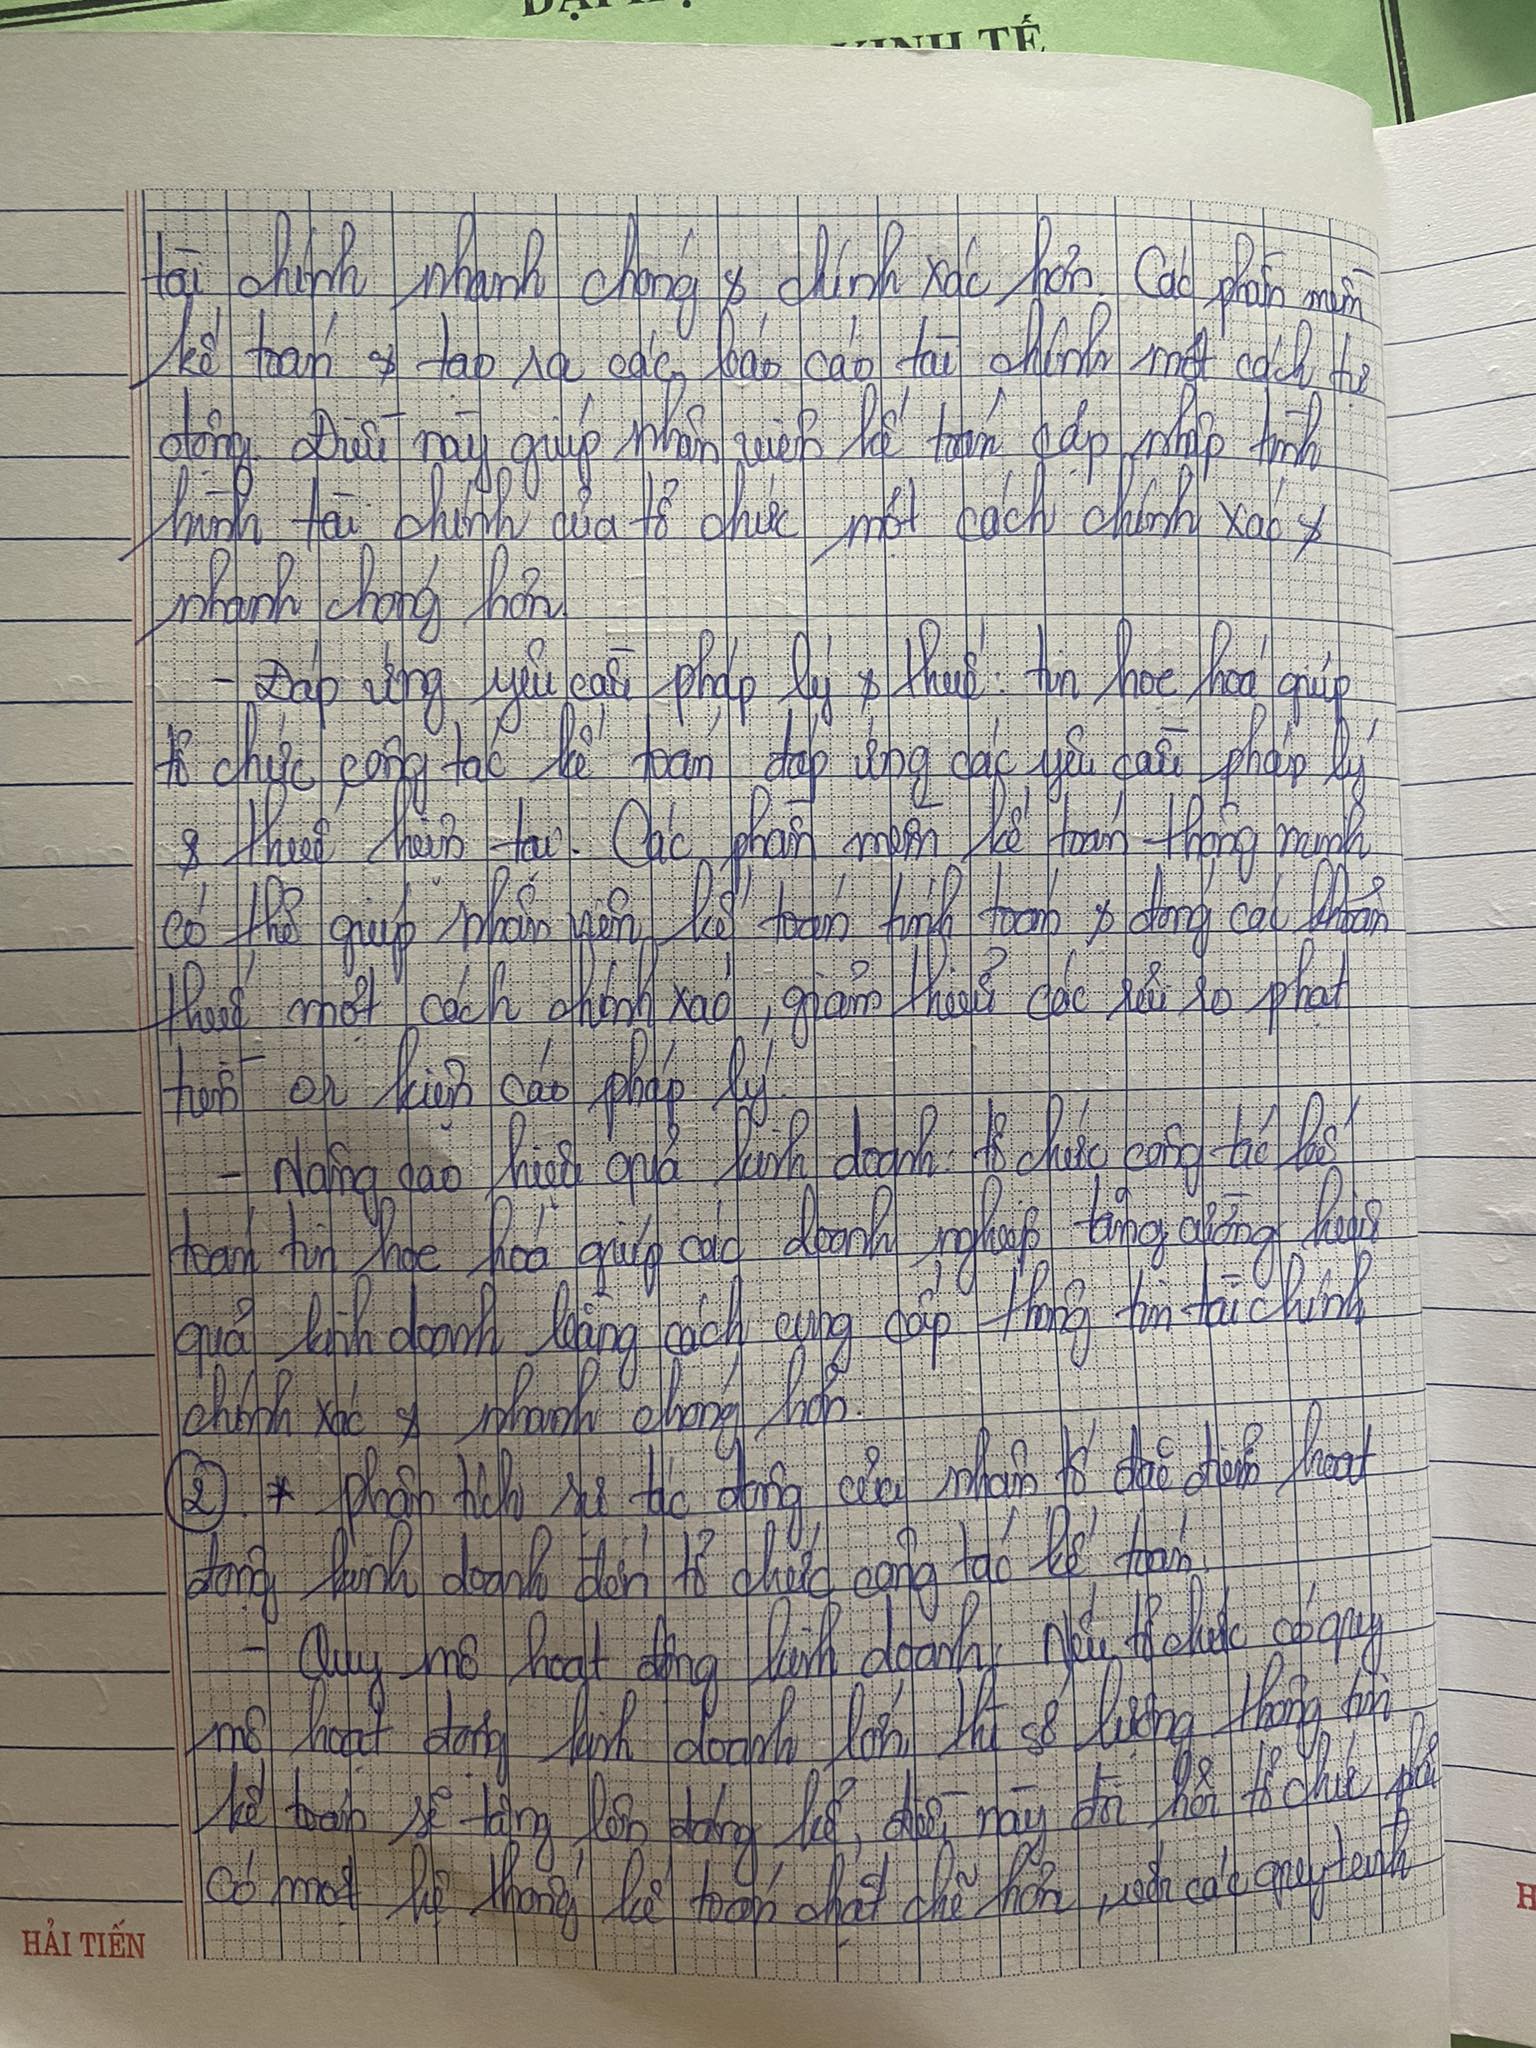 KINH TẾ
tài chính nhanh chóng & chính xác hơn. Các phần mềm
kế toán & tạo ra các báo cáo tài chính một cách tự
động. Điều này giúp nhân viên kế toán cập nhập tình
hình tài chính của tổ chức một cách chính xác &
nhanh chóng hơn.
- Đáp ứng yêu cầu pháp lý & thuế: tin học hoá giúp
tổ chức công tác kế toán đáp ứng các yêu cầu pháp lý
& thuế hiện tại. Các phần mềm kế toán thông minh
có thể giúp nhân viên kế toán tính toán & đóng các khoản
thuế một cách chính xác, giảm thiểu các rủi ro phạt
tiền or kiện cáo pháp lý.
- Nâng cao hiệu quả kinh doanh: tổ chức công tác kế
toán tin học hoá giúp các doanh nghiệp tăng cường hiệu
quả kinh doanh bằng cách cung cấp thông tin tài chính
chính xác & nhanh chóng hơn.
② * phân tích sự tác động của nhân tố đặc điểm hoạt
động kinh doanh đến tổ chức công tác kế toán.
- Quy mô hoạt động kinh doanh: Nếu tổ chức có quy
mô hoạt động kinh doanh lớn, thì số lượng thông tin
kế toán sẽ tăng lên đáng kể, điều này đòi hỏi tổ chức phải
có một hệ thống kế toán chặt chẽ hơn, với các quy trình
HẢI TIẾN